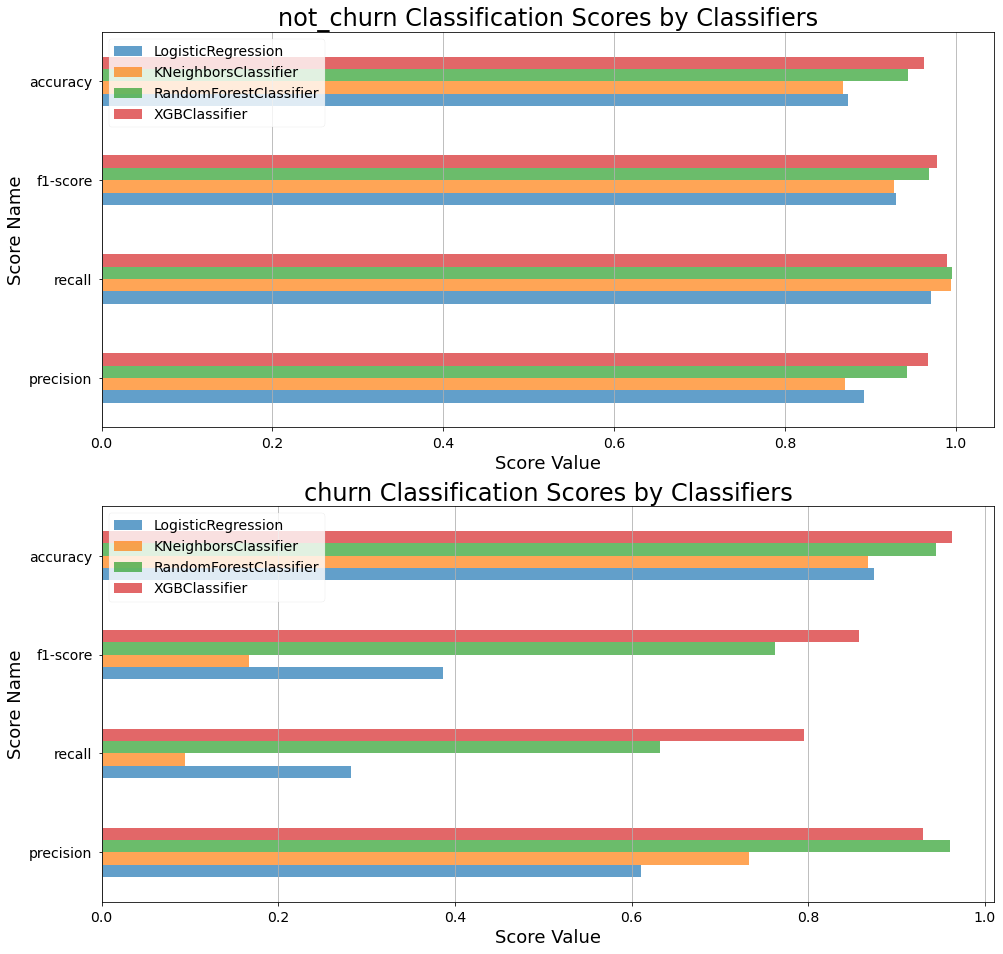 not_churn Classification Scores by Classifiers
LogisticRegression
KNeighborsClassifier
RandomForestClassifier
XGBClassifier
Score Name
accuracy
f1-score
recall
precision
0.0 0.2 0.4 0.6 0.8 1.0
Score Value
churn Classification Scores by Classifiers
LogisticRegression
KNeighborsClassifier
RandomForestClassifier
XGBClassifier
Score Name
accuracy
f1-score
recall
precision
0.0 0.2 0.4 0.6 0.8 1.0
Score Value